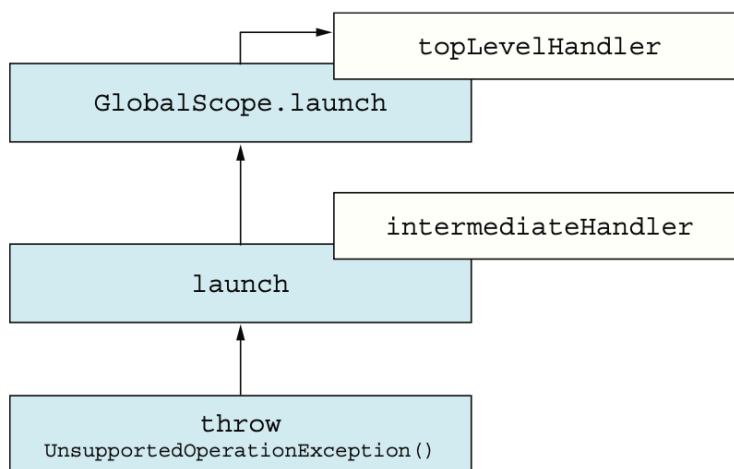 topLevelHandler
GlobalScope.launch
intermediateHandler
launch
throw
UnsupportedOperationException()